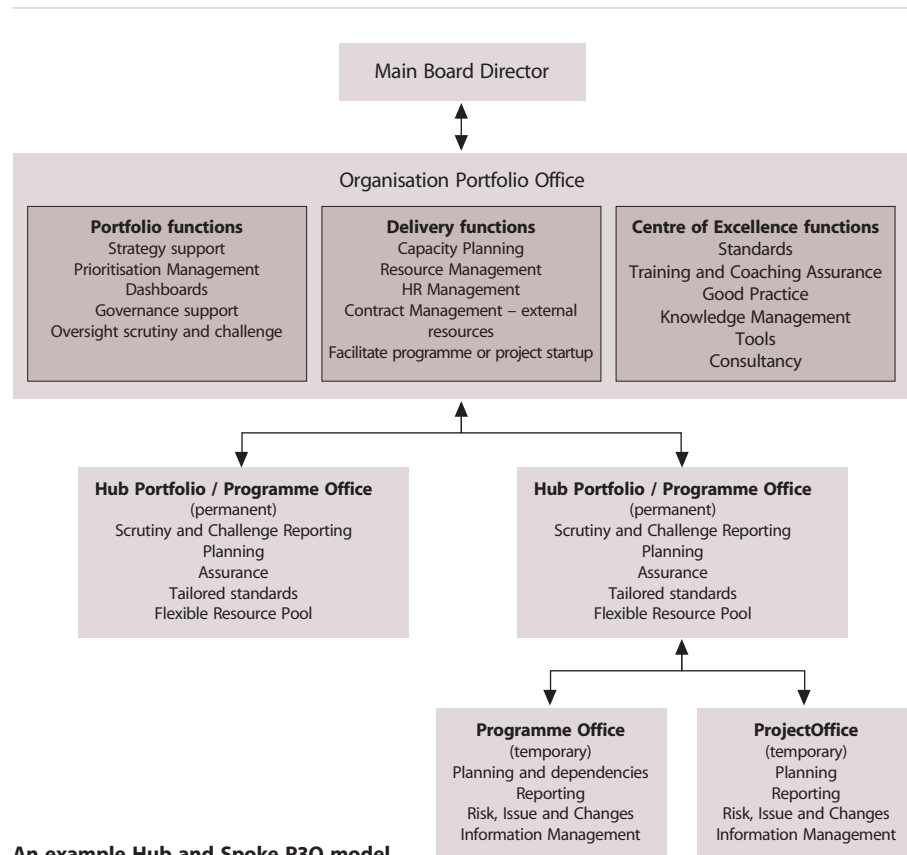 Main Board Director
Organisation Portfolio Office
Portfolio functions
Strategy support
Prioritisation Management
Dashboards
Governance support
Oversight scrutiny and challenge
Delivery functions
Capacity Planning
Resource Management
HR Management
Contract Management – external
resources
Facilitate programme or project startup
Centre of Excellence functions
Standards
Training and Coaching Assurance
Good Practice
Knowledge Management
Tools
Consultancy
Hub Portfolio / Programme Office
(permanent)
Scrutiny and Challenge Reporting
Planning
Assurance
Tailored standards
Flexible Resource Pool
Hub Portfolio / Programme Office
(permanent)
Scrutiny and Challenge Reporting
Planning
Assurance
Tailored standards
Flexible Resource Pool
Programme Office
(temporary)
Planning and dependencies
Reporting
Risk, Issue and Changes
Information Management
ProjectOffice
(temporary)
Planning
Reporting
Risk, Issue and Changes
Information Management
An example Hub and Spoke P3O model